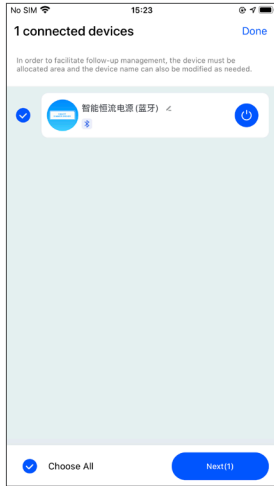 No SIM 15:23
1 connected devices Done
In order to facilitate follow-up management, the device must be
allocated area and the device name can also be modified as needed.
智能恒流电源 (蓝牙)
Choose All Next(1)